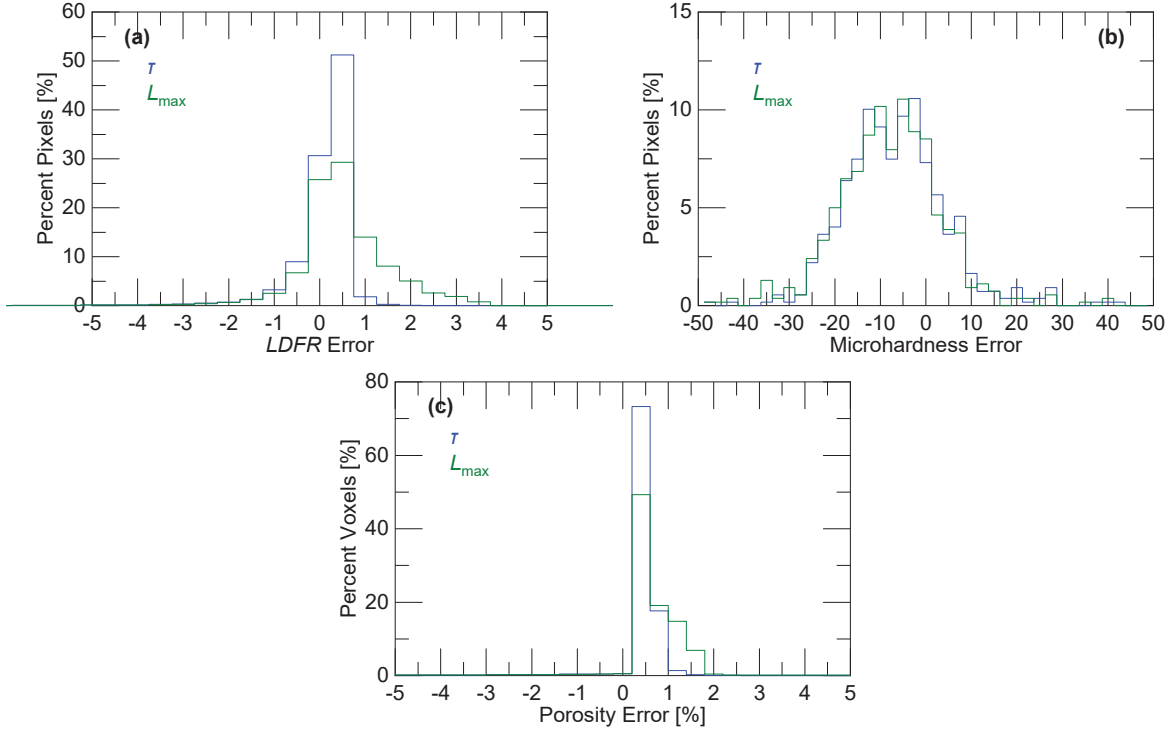 (a)
τ
L max
Percent Pixels [%]
60
50
40
30
20
10
0
-5 -4 -3 -2 -1 0 1 2 3 4 5
LDFR Error
(b)
τ
L max
Percent Pixels [%]
15
10
5
0
-50 -40 -30 -20 -10 0 10 20 30 40 50
Microhardness Error
(c)
τ
L max
Percent Voxels [%]
80
60
40
20
0
-5 -4 -3 -2 -1 0 1 2 3 4 5
Porosity Error [%]